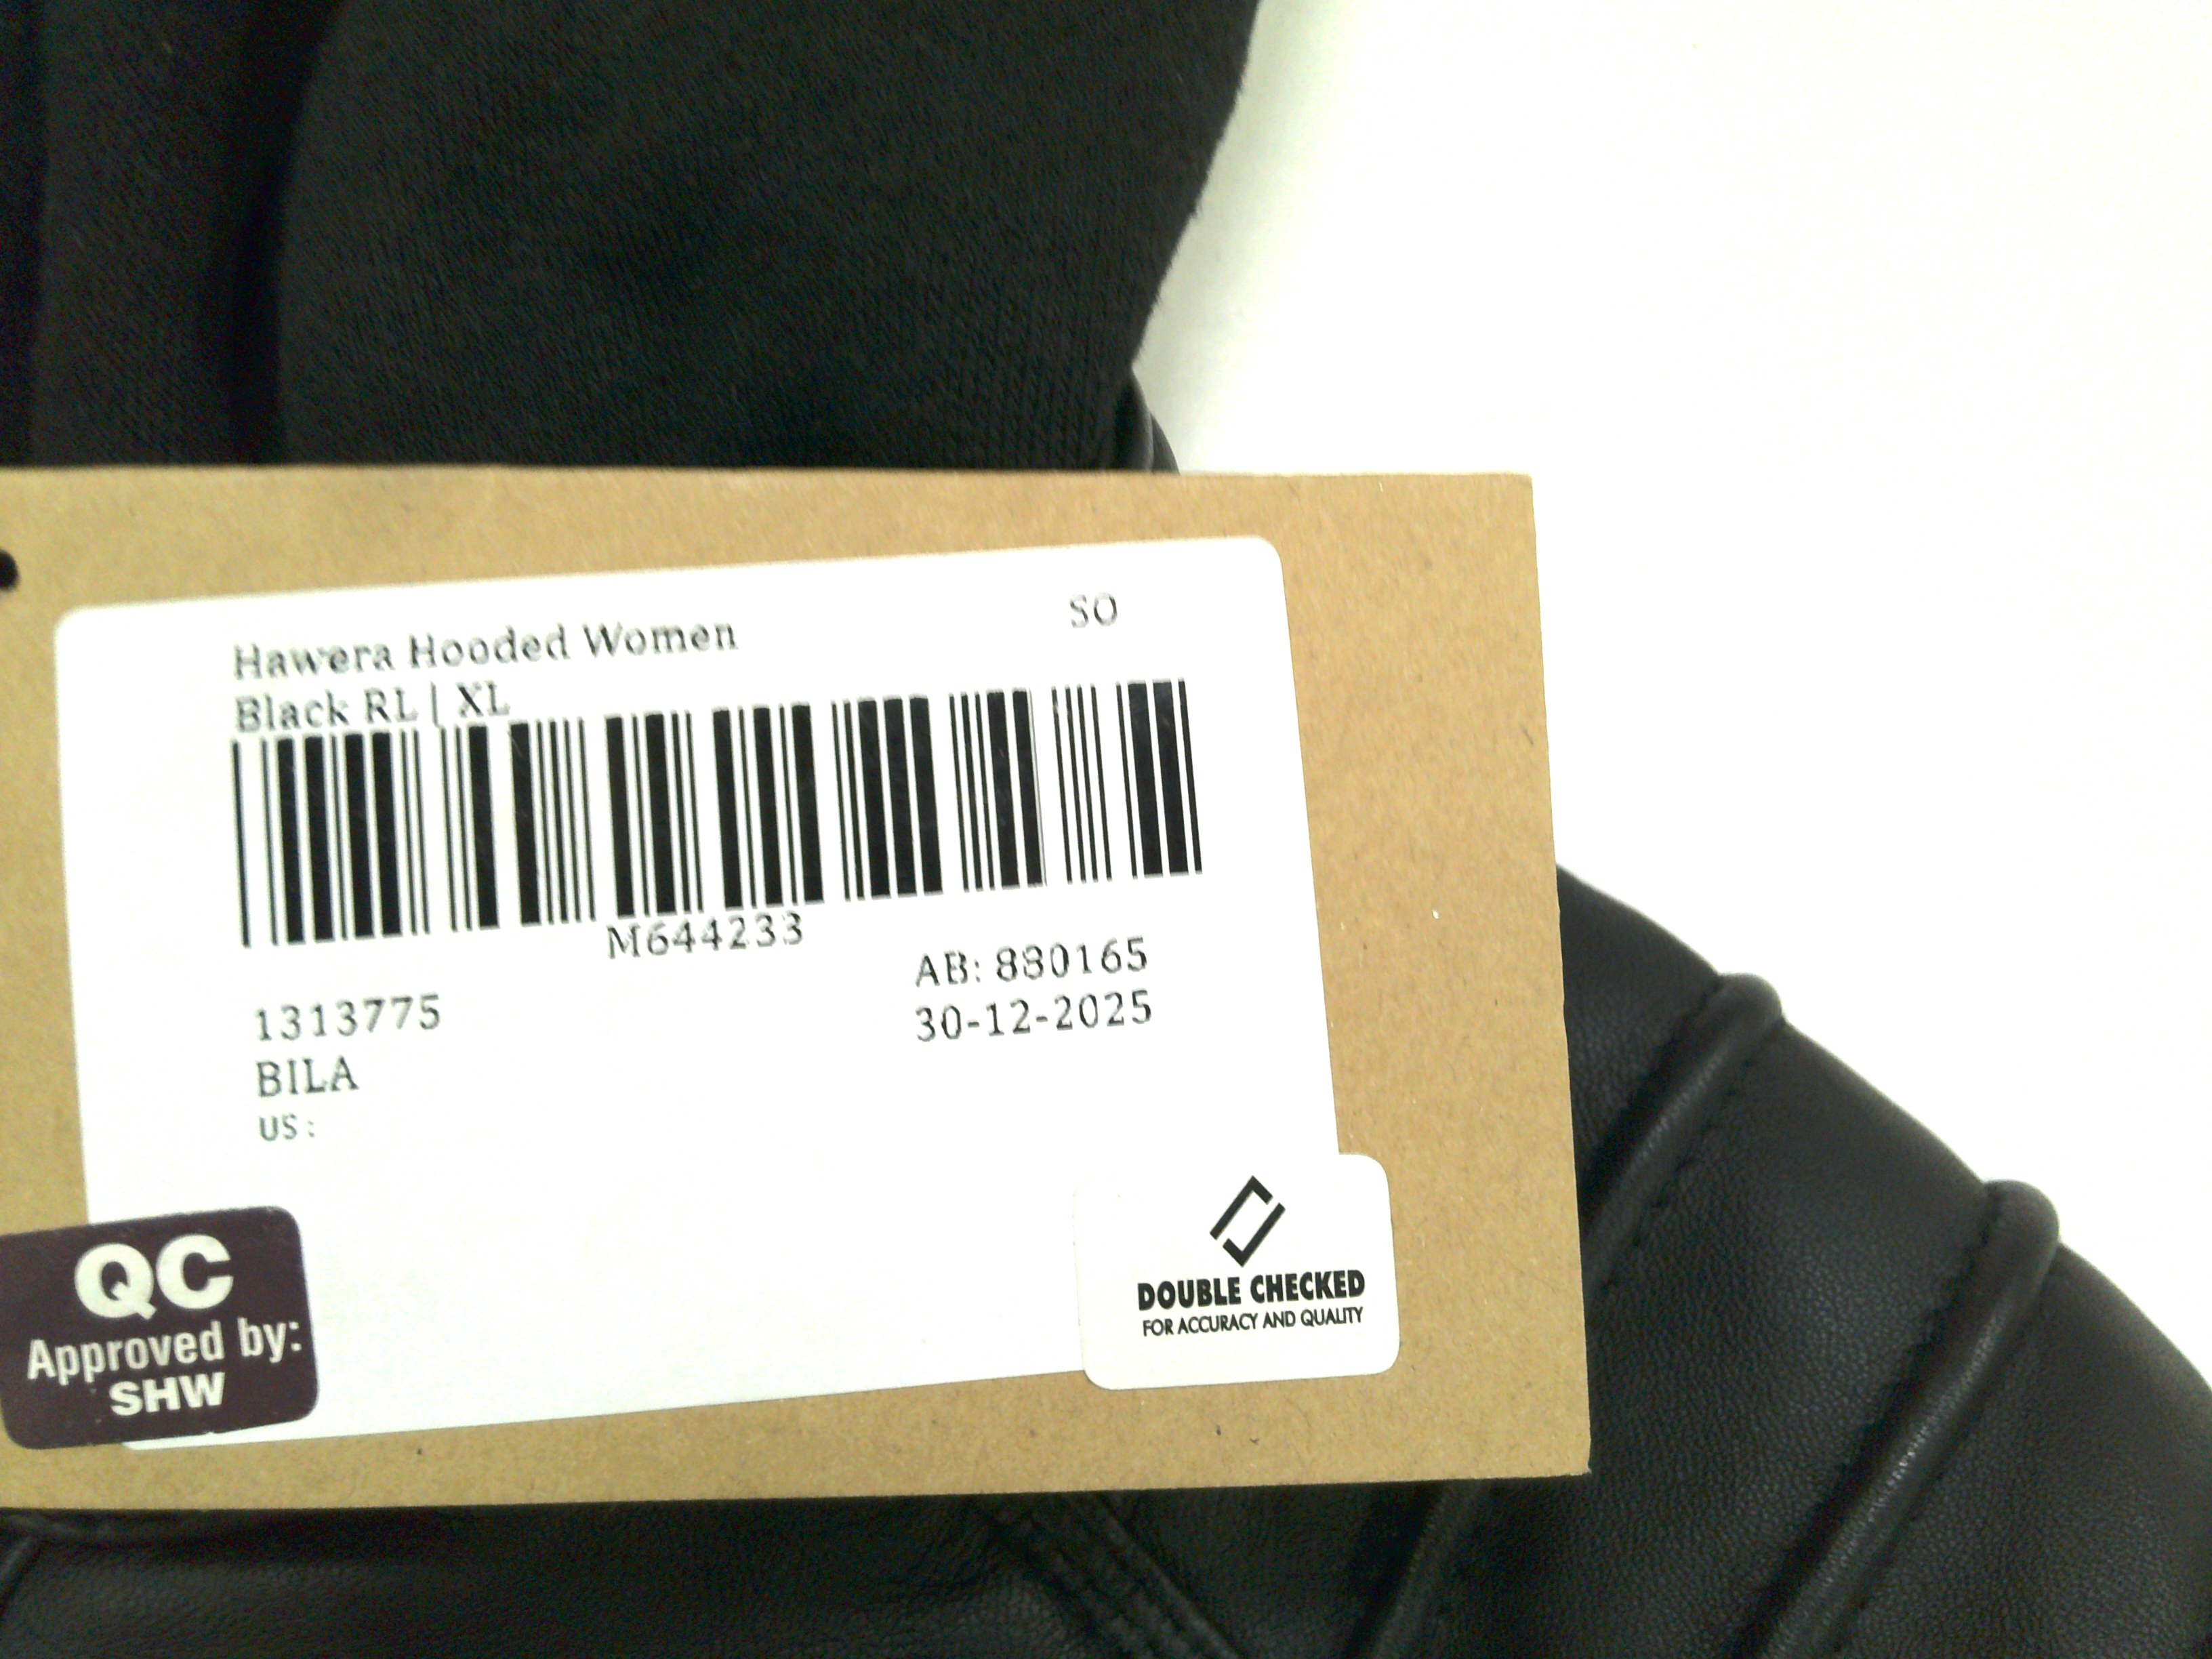 Hawera Hooded Women
SO
Black RL | XL
M644233
AB: 880165
1313775
30-12-2025
BILA
US:
QC
Approved by:
SHW
DOUBLE CHECKED
FOR ACCURACY AND QUALITY